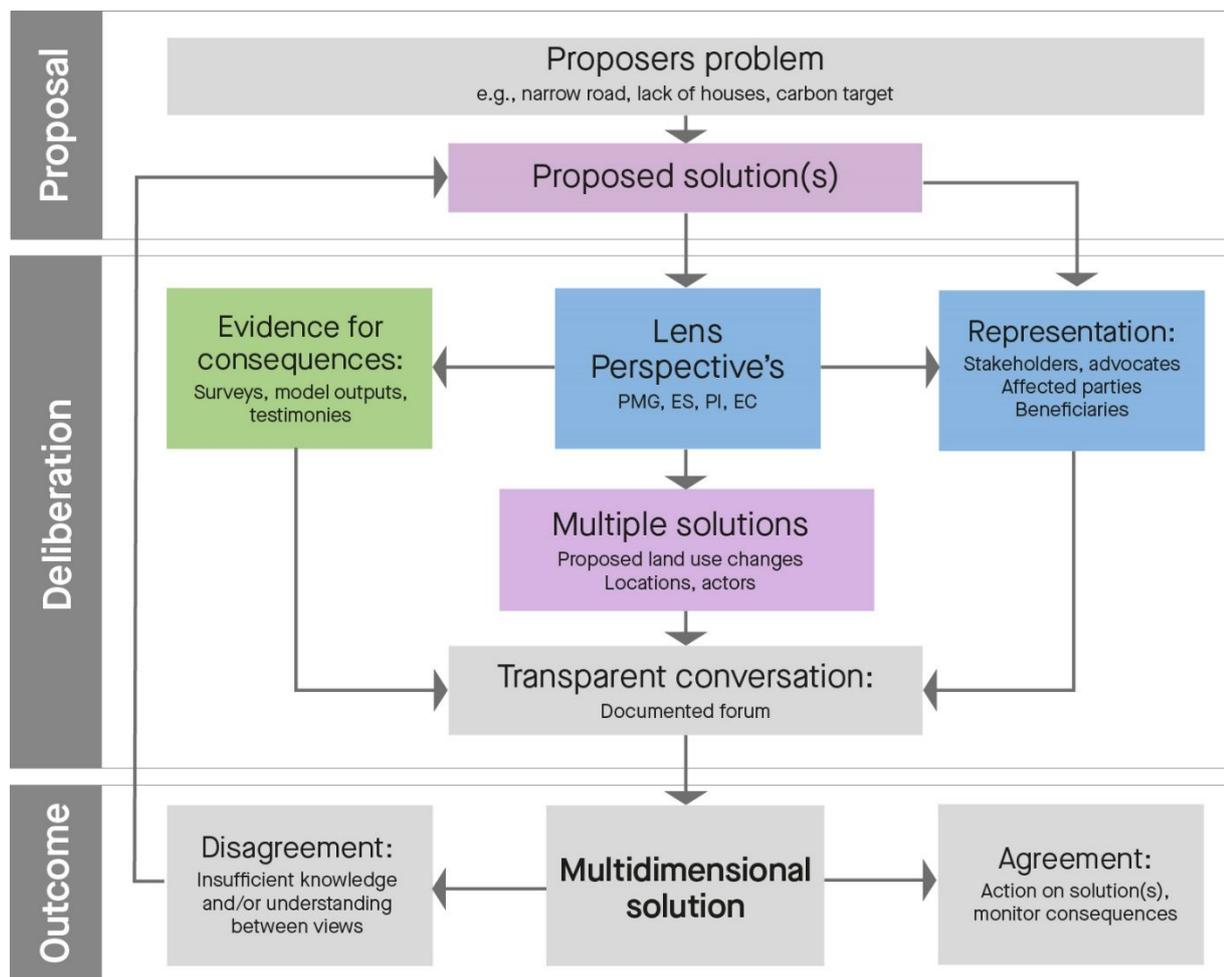 Proposal
Proposers problem
e.g., narrow road, lack of houses, carbon target
Proposed solution(s)
Deliberation
Evidence for
consequences:
Surveys, model outputs,
testimonies
Lens
Perspective's
PMG, ES, PI, EC
Representation:
Stakeholders, advocates
Affected parties
Beneficiaries
Multiple solutions
Proposed land use changes
Locations, actors
Transparent conversation:
Documented forum
Outcome
Disagreement:
Insufficient knowledge
and/or understanding
between views
Multidimensional
solution
Agreement:
Action on solution(s),
monitor consequences